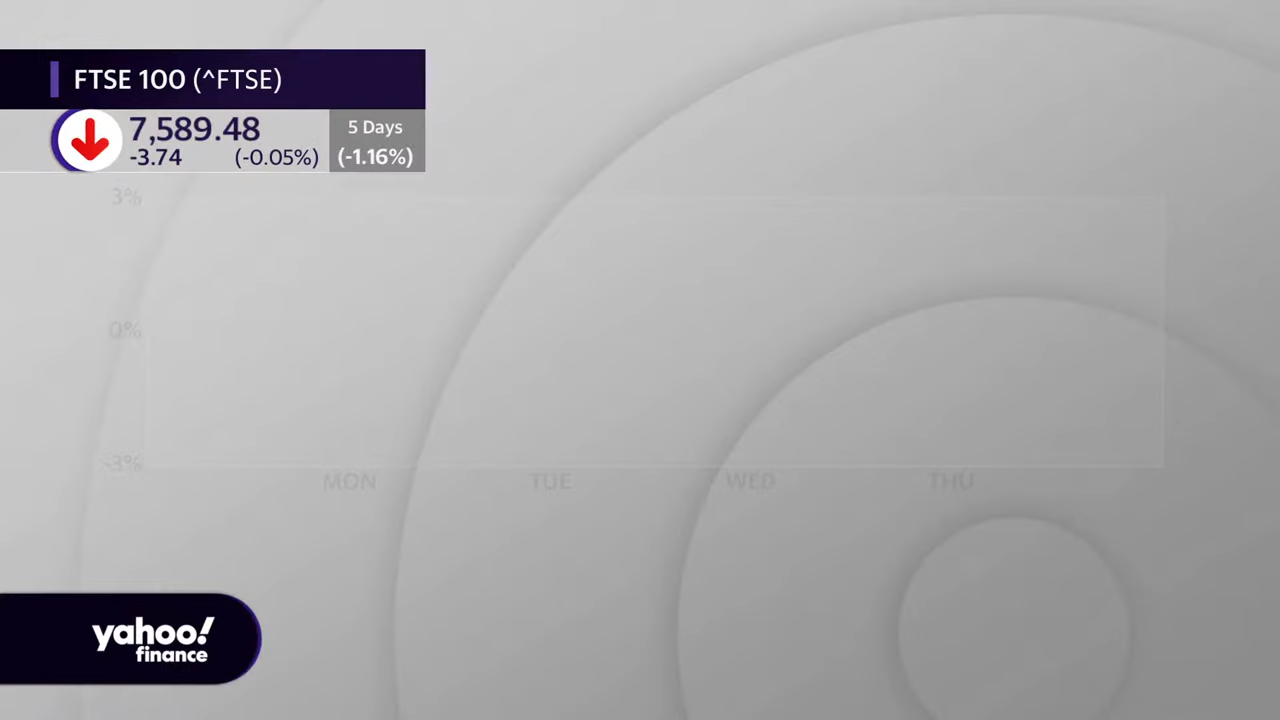 FTSE 100 (^FTSE)
7,589.48
-3.74 (-0.05%)
5 Days
(-1.16%)
3%
0%
-3%
MON TUE WED THU
yahoo!
finance